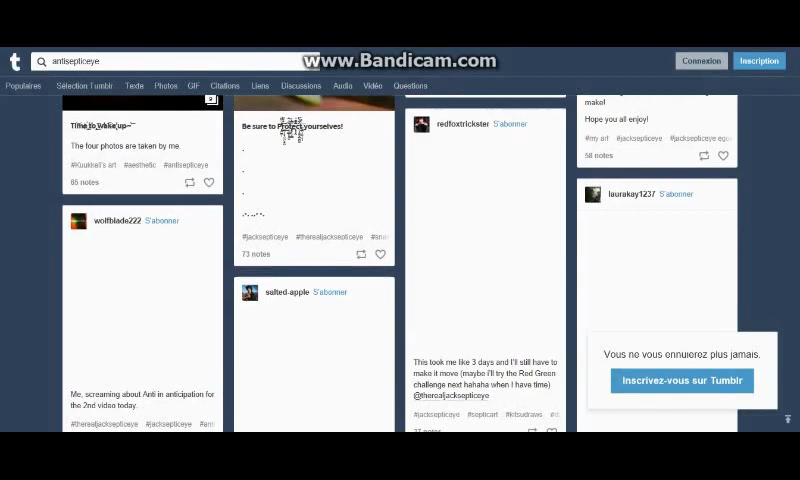 www.Bandicam.com
t
antisepticeye
Connexion
Inscription
Populaires
Sélection Tumblr
Texte
Photos
GIF
Citations
Liens
Discussions
Audio
Vidéo
Questions
Time to wake up~
The four photos are taken by me.
#Kuukkeli's art #aesthetic #antisepticeye
65 notes
wolfblade222 S'abonner
Me, screaming about Anti in anticipation for
the 2nd video today.
#therealjacksepticeye #jacksepticeye
Be sure to Protect yourselves!
.
.
.
#jacksepticeye #therealjacksepticeye
73 notes
salted-apple S'abonner
redfoxtrickster S'abonner
This took me like 3 days and I'll still have to
make it move (maybe i'll try the Red Green
challenge next hahaha when I have time)
@therealjacksepticeye
#jacksepticeye #septicart #kitsudraws
27 notes
make!
Hope you all enjoy!
#my art #jacksepticeye #jacksepticeye ego
58 notes
laurakay1237 S'abonner
Vous ne vous ennuierez plus jamais.
Inscrivez-vous sur Tumblr